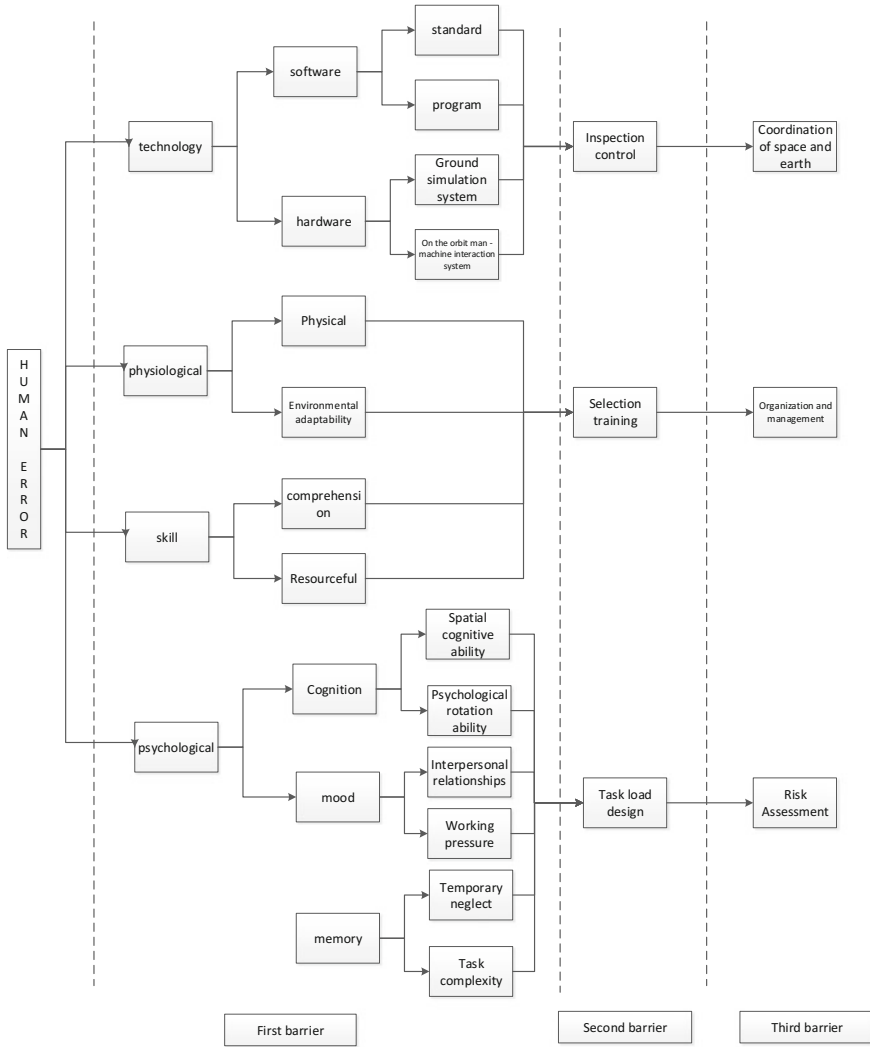 HUMAN ERROR
technology
software
standard
program
hardware
Ground
simulation
system
On the orbit man -
machine interaction
system
Inspection
control
Coordination
of space and
earth
physiological
Physical
Environmental
adaptability
skill
comprehensi
on
Resourceful
Selection
training
Organization and
management
psychological
Cognition
Spatial
cognitive
ability
Psychological
rotation
ability
mood
Interpersonal
relationships
Working
pressure
memory
Temporary
neglect
Task
complexity
Task load
design
Risk
Assessment
First barrier
Second barrier
Third barrier